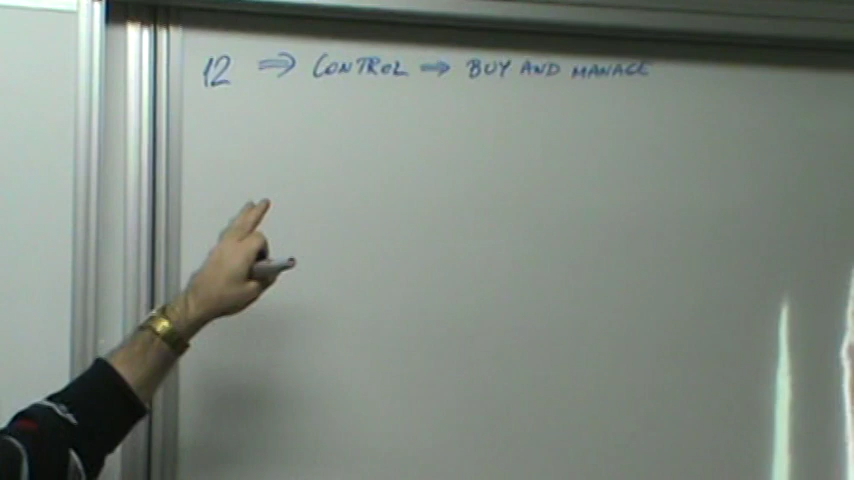 12 ⇒ CONTROL ⇒ BUY AND MANAGE